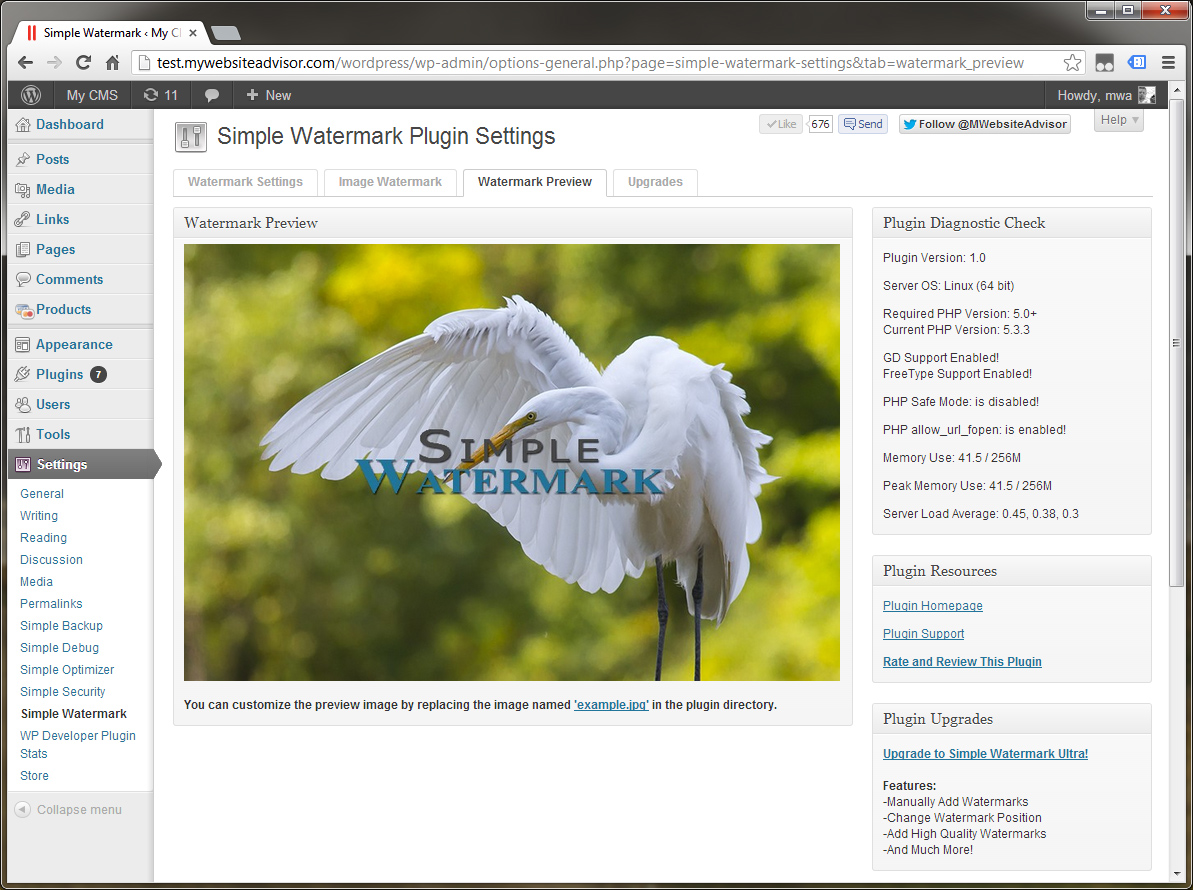 Simple Watermark ‹ My C
test.mywebsiteadvisor.com/wordpress/wp-admin/options-general.php?page=simple-watermark-settings&tab=watermark_preview
My CMS
11
New
Howdy, mwa
Dashboard
Posts
Media
Links
Pages
Comments
Products
Appearance
Plugins 7
Users
Tools
Settings
General
Writing
Reading
Discussion
Media
Permalinks
Simple Backup
Simple Debug
Simple Optimizer
Simple Security
Simple Watermark
WP Developer Plugin
Stats
Store
Collapse menu
Simple Watermark Plugin Settings
Like 676 Send Follow @MWebsiteAdvisor Help
Watermark Settings
Image Watermark
Watermark Preview
Upgrades
Watermark Preview
SIMPLE
WATERMARK
You can customize the preview image by replacing the image named 'example.jpg' in the plugin directory.
Plugin Diagnostic Check
Plugin Version: 1.0
Server OS: Linux (64 bit)
Required PHP Version: 5.0+
Current PHP Version: 5.3.3
GD Support Enabled!
FreeType Support Enabled!
PHP Safe Mode: is disabled!
PHP allow_url_fopen: is enabled!
Memory Use: 41.5 / 256M
Peak Memory Use: 41.5 / 256M
Server Load Average: 0.45, 0.38, 0.3
Plugin Resources
Plugin Homepage
Plugin Support
Rate and Review This Plugin
Plugin Upgrades
Upgrade to Simple Watermark Ultra!
Features:
-Manually Add Watermarks
-Change Watermark Position
-Add High Quality Watermarks
-And Much More!